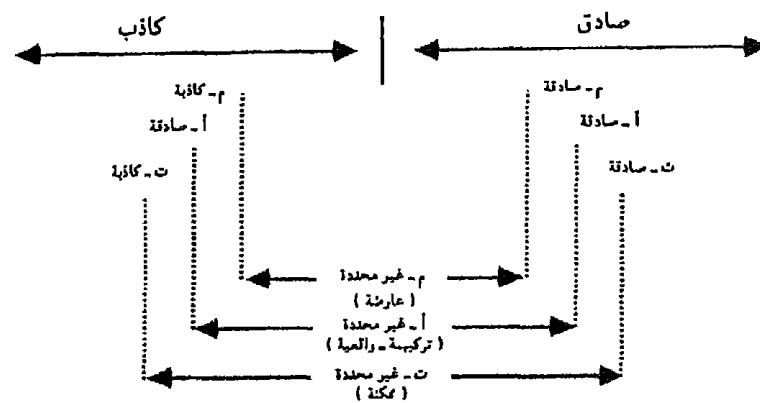 صادق
كاذب
م ـ صادقة
م ـ كاذبة
أ ـ صادقة
أ ـ صادقة
ت ـ صادقة
ت ـ كاذبة
م ـ غير محددة
( عارضة )
أ ـ غير محددة
( تركيبية ـ واقعية )
ت ـ غير محددة
( ممكنة )